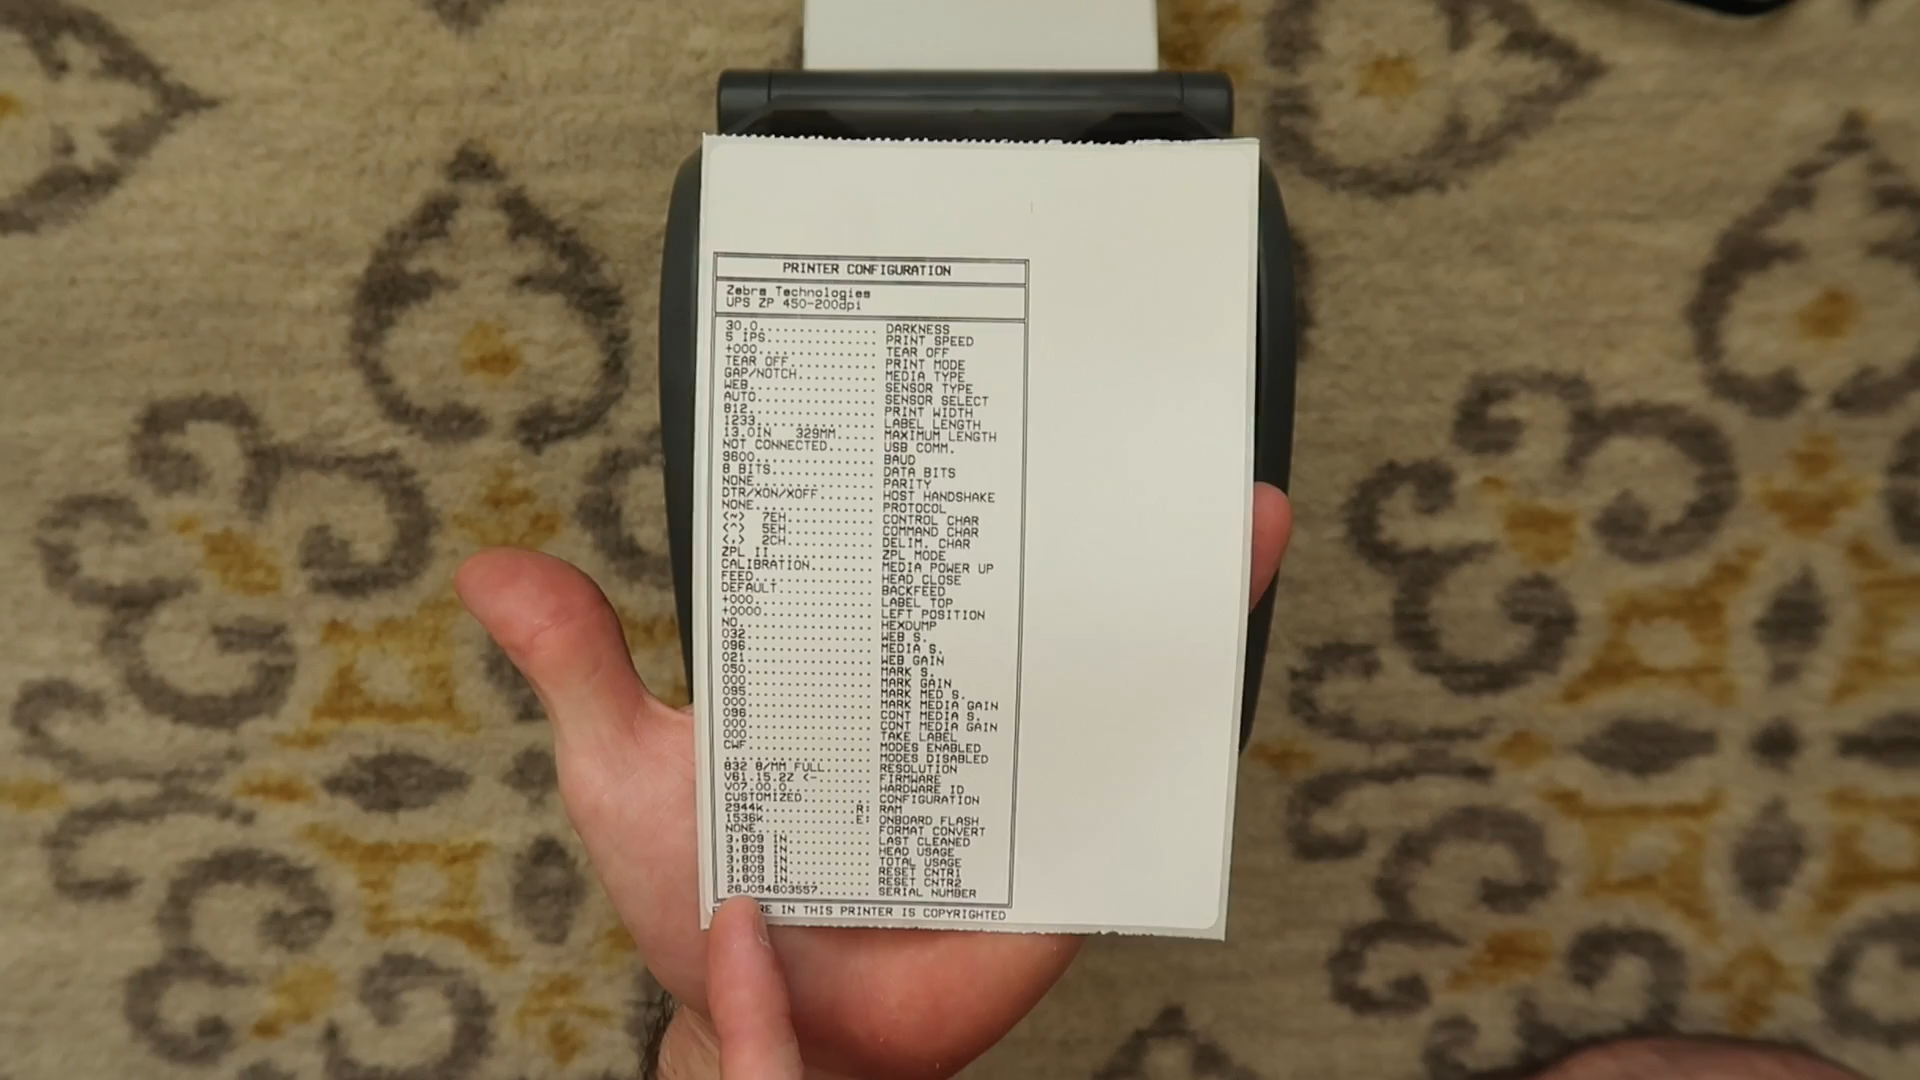 PRINTER CONFIGURATION
Zebra Technologies
UPS ZP 450-200dpi
30.0............... DARKNESS
5 IPS.............. PRINT SPEED
+000............... TEAR OFF
TEAR OFF........... PRINT MODE
GAP/NOTCH.......... MEDIA TYPE
WEB................ SENSOR TYPE
AUTO............... SENSOR SELECT
812................ PRINT WIDTH
1233............... LABEL LENGTH
13.0IN 329MM..... MAXIMUM LENGTH
NOT CONNECTED...... USB COMM.
9600............... BAUD
8 BITS............. DATA BITS
NONE............... PARITY
DTR/XON/XOFF....... HOST HANDSHAKE
NONE............... PROTOCOL
<~> 7EH........... CONTROL CHAR
<^> 5EH........... COMMAND CHAR
<,> 2CH........... DELIM. CHAR
ZPL II............. ZPL MODE
CALIBRATION........ MEDIA POWER UP
FEED............... HEAD CLOSE
DEFAULT............ BACKFEED
+000............... LABEL TOP
+0000.............. LEFT POSITION
NO................. HEXDUMP
032................ WEB S.
096................ MEDIA S.
021................ WEB GAIN
050................ MARK S.
000................ MARK GAIN
095................ MARK MED S.
000................ MARK MEDIA GAIN
096................ CONT MEDIA S.
000................ CONT MEDIA GAIN
000................ TAKE LABEL
CWF................ MODES ENABLED
................... MODES DISABLED
832 8/MM FULL...... RESOLUTION
V61.15.2Z <-....... FIRMWARE
V07.00.0........... HARDWARE ID
CUSTOMIZED......... CONFIGURATION
2944k............R: RAM
1536k............E: ONBOARD FLASH
NONE............... FORMAT CONVERT
3,809 IN........... LAST CLEANED
3,809 IN........... HEAD USAGE
3,809 IN........... TOTAL USAGE
3,809 IN........... RESET CNTR1
3,809 IN........... RESET CNTR2
26J094603557....... SERIAL NUMBER
IN THIS PRINTER IS COPYRIGHTED